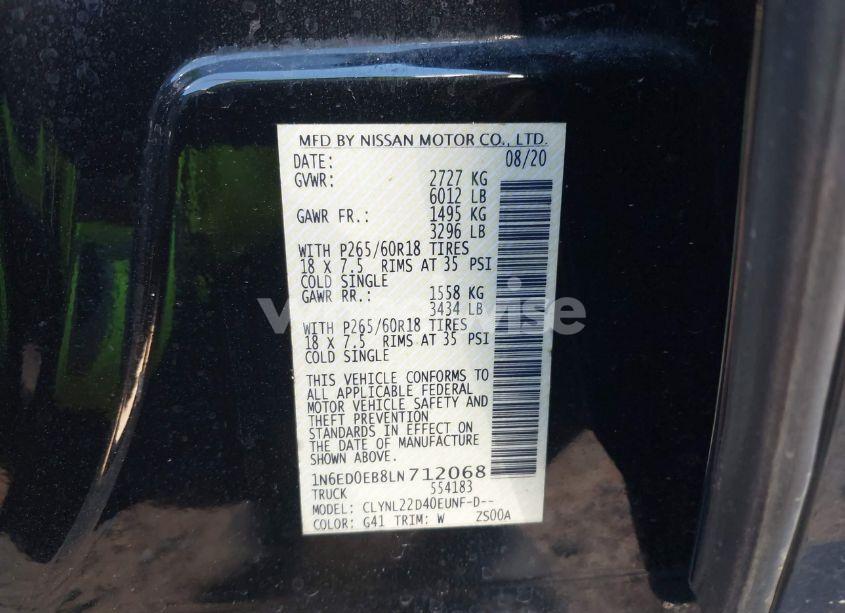 MFD BY NISSAN MOTOR CO., LTD.
DATE: 08/20
GVWR: 2727 KG
6012 LB
GAWR FR.: 1495 KG
3296 LB
WITH P265/60R18 TIRES
18 X 7.5 RIMS AT 35 PSI
COLD SINGLE
GAWR RR.: 1558 KG
3434 LB
WITH P265/60R18 TIRES
18 X 7.5 RIMS AT 35 PSI
COLD SINGLE
THIS VEHICLE CONFORMS TO
ALL APPLICABLE FEDERAL
MOTOR VEHICLE SAFETY AND
THEFT PREVENTION
STANDARDS IN EFFECT ON
THE DATE OF MANUFACTURE
SHOWN ABOVE.
1N6ED0EB8LN712068
TRUCK 554183
MODEL: CLYNL22D40EUNF-D--
COLOR: G41 TRIM: W ZS00A